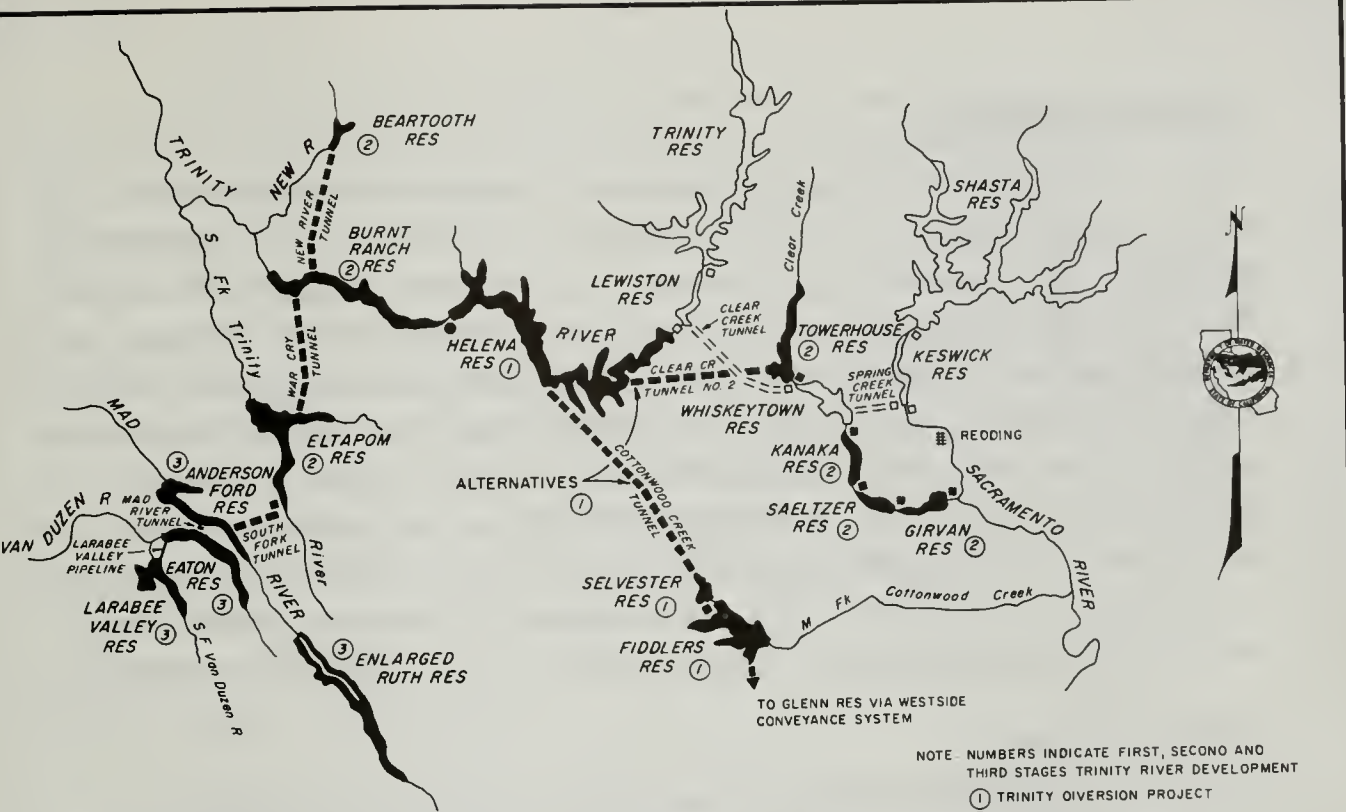 BEARTOOTH
RES
②
TRINITY
NEW R
NEW RIVER
TUNNEL
BURNT
RANCH
RES
②
S Fk Trinity
River
WAR CRY
TUNNEL
TRINITY
RES
SHASTA
RES
Clear Creek
N
LEWISTON
RES
CLEAR
CREEK
TUNNEL
RIVER
HELENA
RES ①
TOWERHOUSE
RES
②
KESWICK
RES
CLEAR CR
TUNNEL NO. 2
SPRING
CREEK
TUNNEL
WHISKEYTOWN
RES
REDDING
MAD
RIVER
ELTAPOM
RES
②
③
ANDERSON
FORD
RES
ALTERNATIVES
①
COTTONWOOD CREEK
TUNNEL
KANAKA
RES ②
SACRAMENTO
RIVER
SAELTZER
RES ②
GIRVAN
RES ②
VAN DUZEN R
MAD
RIVER
TUNNEL
SOUTH
FORK
TUNNEL
LARABEE
VALLEY
PIPELINE
EATON
RES
③
LARABEE
VALLEY
RES
③
S F Van Duzen R
③ ENLARGED
RUTH RES
SELVESTER
RES ①
M Fk Cottonwood Creek
FIDDLERS
RES ①
TO GLENN RES VIA WESTSIDE
CONVEYANCE SYSTEM
NOTE: NUMBERS INDICATE FIRST, SECOND AND
THIRD STAGES TRINITY RIVER DEVELOPMENT
① TRINITY DIVERSION PROJECT